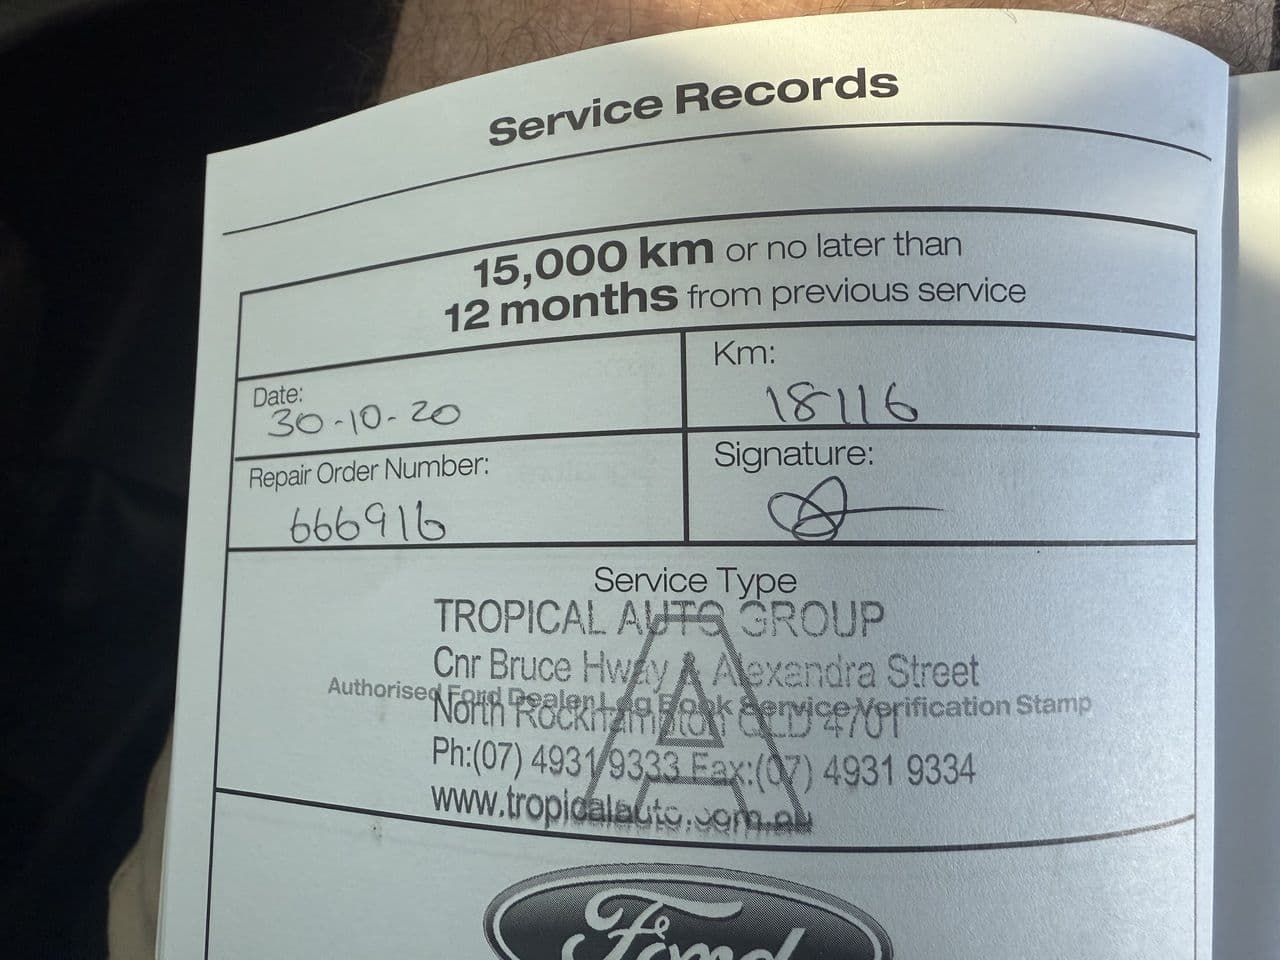 Service Records
15,000 km or no later than
12 months from previous service
Date:
30-10-20
Km:
18116
Repair Order Number:
666916
Signature:
Service Type
TROPICAL AUTO GROUP
Cnr Bruce Hway & Alexandra Street
Authorised Ford Dealer Log Book Service Verification Stamp
North Rockhampton QLD 4701
Ph:(07) 4931 9333 Fax:(07) 4931 9334
www.tropicalauto.com.au
A
Ford